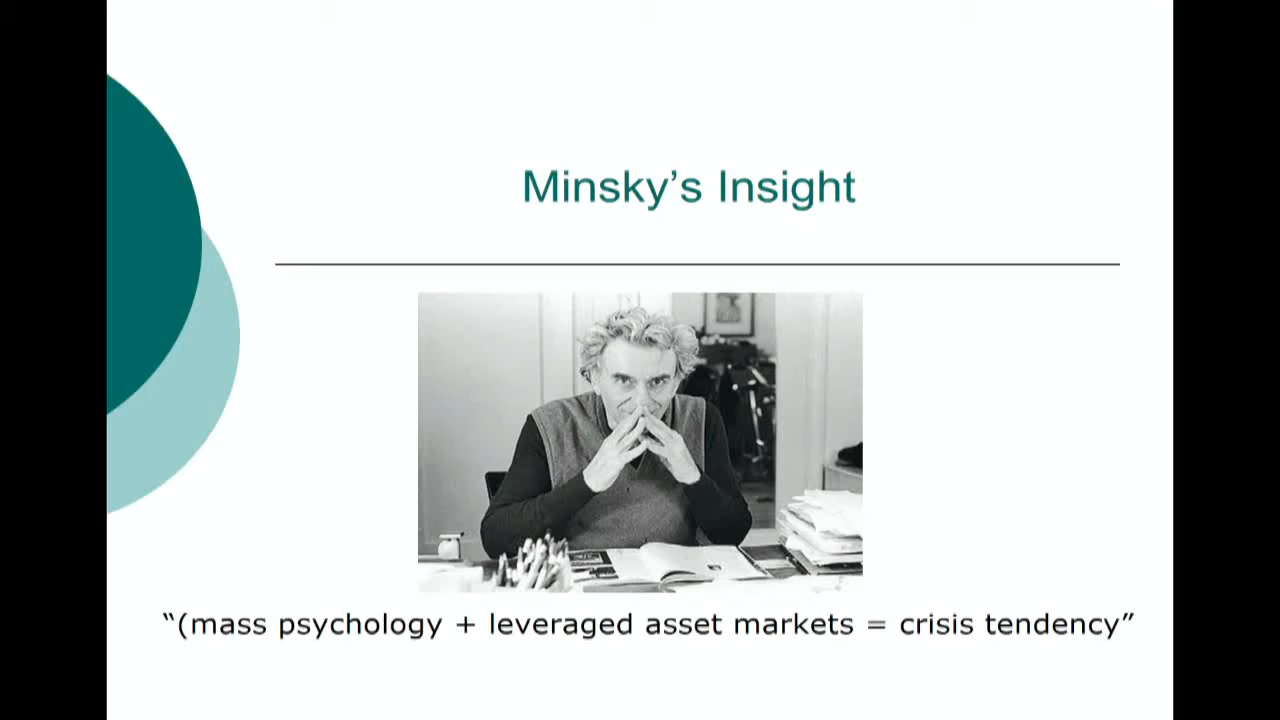 Minsky’s Insight
“(mass psychology + leveraged asset markets = crisis tendency”